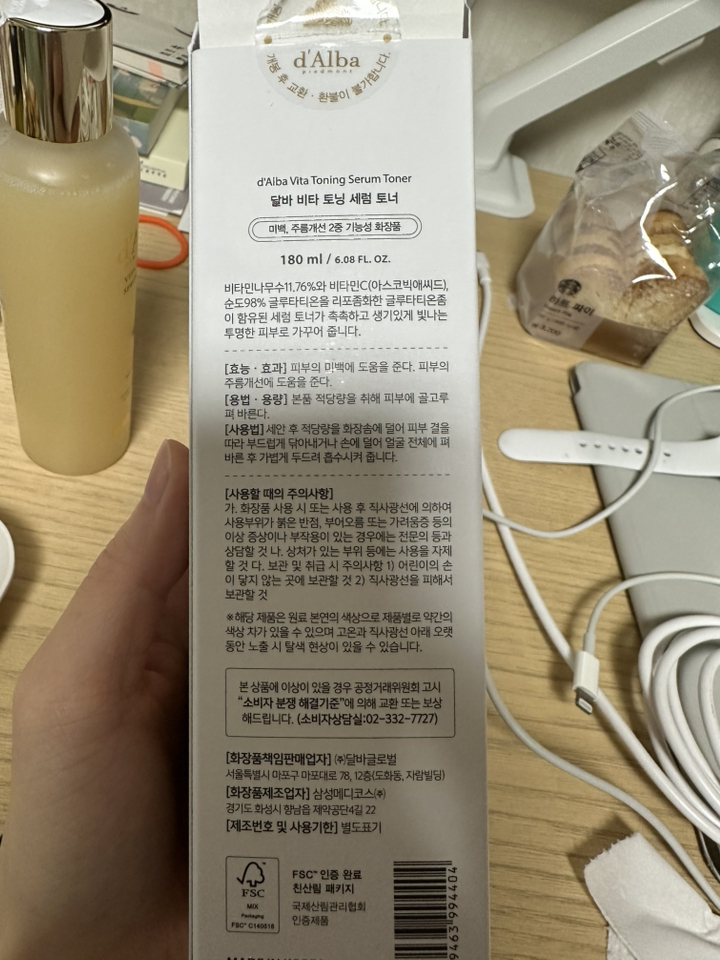 d'Alba
piedmont
개봉 후 교환 · 환불이 불가합니다.
d'Alba Vita Toning Serum Toner
달바 비타 토닝 세럼 토너
미백, 주름개선 2중 기능성 화장품
180 ml / 6.08 FL. OZ.
비타민나무수11.76%와 비타민C(아스코빅애씨드),
순도98% 글루타티온을 리포좀화한 글루타티온좀
이 함유된 세럼 토너가 촉촉하고 생기있게 빛나는
투명한 피부로 가꾸어 줍니다.
[효능 · 효과] 피부의 미백에 도움을 준다. 피부의
주름개선에 도움을 준다.
[용법 · 용량] 본품 적당량을 취해 피부에 골고루
펴 바른다.
[사용법] 세안 후 적당량을 화장솜에 덜어 피부 결을
따라 부드럽게 닦아내거나 손에 덜어 얼굴 전체에 펴
바른 후 가볍게 두드려 흡수시켜 줍니다.
[사용할 때의 주의사항]
가. 화장품 사용 시 또는 사용 후 직사광선에 의하여
사용부위가 붉은 반점, 부어오름 또는 가려움증 등의
이상 증상이나 부작용이 있는 경우에는 전문의 등과
상담할 것 나. 상처가 있는 부위 등에는 사용을 자제
할 것 다. 보관 및 취급 시 주의사항 1) 어린이의 손
이 닿지 않는 곳에 보관할 것 2) 직사광선을 피해서
보관할 것
※해당 제품은 원료 본연의 색상으로 제품별로 약간의
색상 차가 있을 수 있으며 고온과 직사광선 아래 오랫
동안 노출 시 탈색 현상이 있을 수 있습니다.
본 상품에 이상이 있을 경우 공정거래위원회 고시
"소비자 분쟁 해결기준"에 의해 교환 또는 보상
해드립니다. (소비자상담실:02-332-7727)
[화장품책임판매업자] ㈜달바글로벌
서울특별시 마포구 마포대로 78, 12층(도화동, 자람빌딩)
[화장품제조업자] 삼성메디코스㈜
경기도 화성시 향남읍 제약공단4길 22
[제조번호 및 사용기한] 별도표기
FSC
MIX
Packaging
FSC™ C140518
FSC™ 인증 완료
친산림 패키지
국제산림관리협회
인증제품
9463 994404
하트 파이